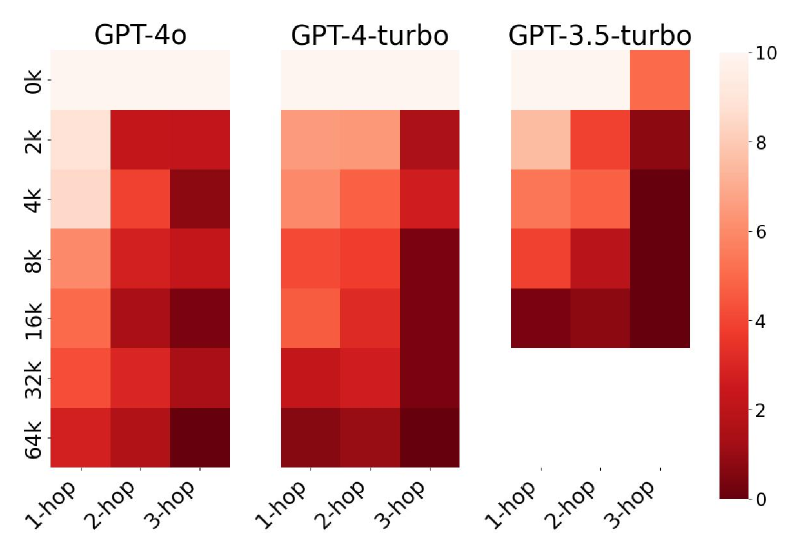 GPT-4o GPT-4-turbo GPT-3.5-turbo
0k
2k
4k
8k
16k
32k
64k
1-hop 2-hop 3-hop 1-hop 2-hop 3-hop 1-hop 2-hop 3-hop
10
8
6
4
2
0